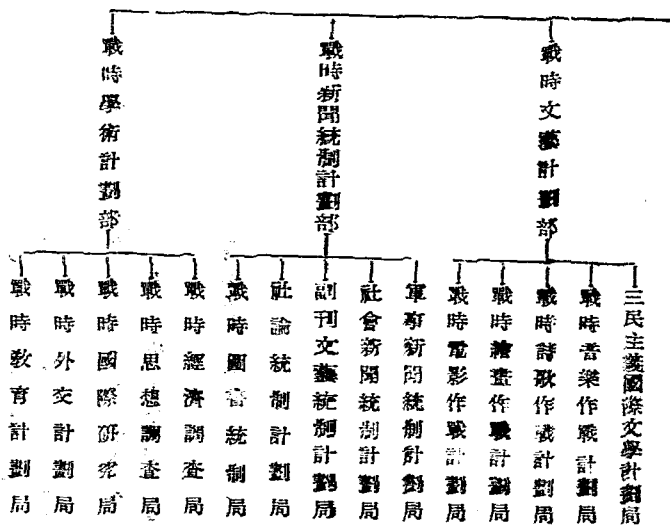 戰時文藝計劃部
戰時新聞統制計劃部
戰時學術計劃部
三民主義國際文學計劃局
戰時音樂作戰計劃局
戰時詩歌作戰計劃局
戰時繪畫作戰計劃局
戰時電影作戰計劃局
軍事新聞統制計劃局
社會新聞統制計劃局
副刊文藝統制計劃局
社論統制計劃局
戰時圖書統制局
戰時經濟調查局
戰時思想調查局
戰時國際研究局
戰時外交計劃局
戰時教育計劃局